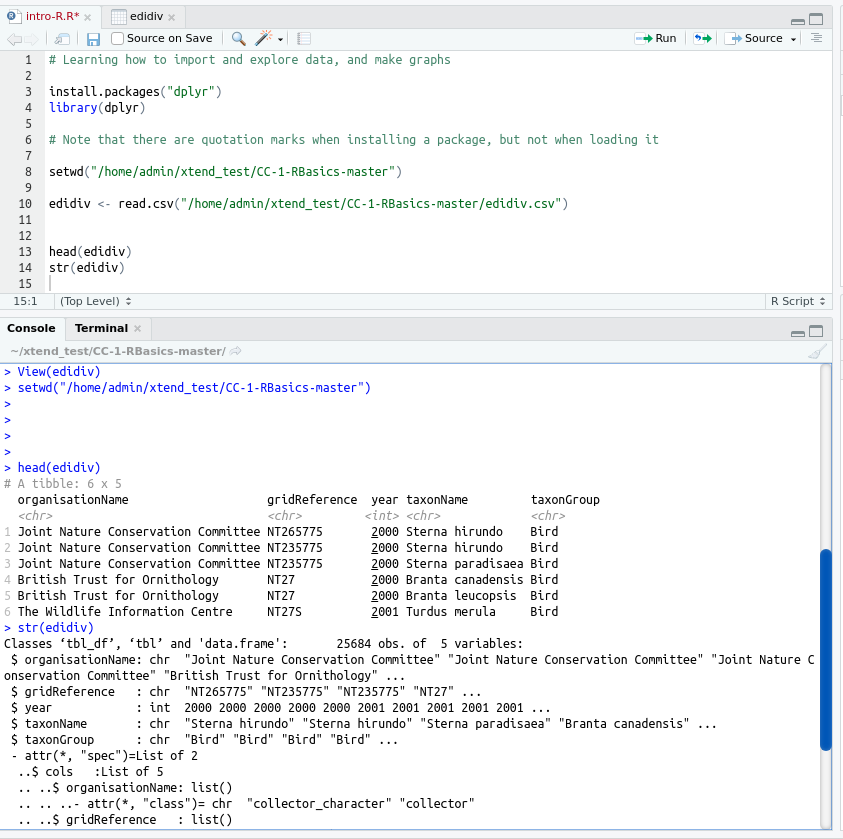 intro-R.R* edidiv
Source on Save Run Source
1 # Learning how to import and explore data, and make graphs
2
3 install.packages("dplyr")
4 library(dplyr)
5
6 # Note that there are quotation marks when installing a package, but not when loading it
7
8 setwd("/home/admin/xtend_test/CC-1-RBasics-master")
9
10 edidiv <- read.csv("/home/admin/xtend_test/CC-1-RBasics-master/edidiv.csv")
11
12
13 head(edidiv)
14 str(edidiv)
15
15:1 (Top Level) R Script
Console Terminal
~/xtend_test/CC-1-RBasics-master/
> View(edidiv)
> setwd("/home/admin/xtend_test/CC-1-RBasics-master")
>
>
>
>
> head(edidiv)
# A tibble: 6 x 5
organisationName gridReference year taxonName taxonGroup
<chr> <chr> <int> <chr> <chr>
1 Joint Nature Conservation Committee NT265775 2000 Sterna hirundo Bird
2 Joint Nature Conservation Committee NT235775 2000 Sterna hirundo Bird
3 Joint Nature Conservation Committee NT235775 2000 Sterna paradisaea Bird
4 British Trust for Ornithology NT27 2000 Branta canadensis Bird
5 British Trust for Ornithology NT27 2000 Branta leucopsis Bird
6 The Wildlife Information Centre NT27S 2001 Turdus merula Bird
> str(edidiv)
Classes ‘tbl_df’, ‘tbl’ and 'data.frame': 25684 obs. of 5 variables:
$ organisationName: chr "Joint Nature Conservation Committee" "Joint Nature Conservation Committee" "Joint Nature C
onservation Committee" "British Trust for Ornithology" ...
$ gridReference : chr "NT265775" "NT235775" "NT235775" "NT27" ...
$ year : int 2000 2000 2000 2000 2000 2001 2001 2001 2001 2001 ...
$ taxonName : chr "Sterna hirundo" "Sterna hirundo" "Sterna paradisaea" "Branta canadensis" ...
$ taxonGroup : chr "Bird" "Bird" "Bird" "Bird" ...
- attr(*, "spec")=List of 2
..$ cols :List of 5
.. ..$ organisationName: list()
.. .. ..- attr(*, "class")= chr "collector_character" "collector"
.. ..$ gridReference : list()